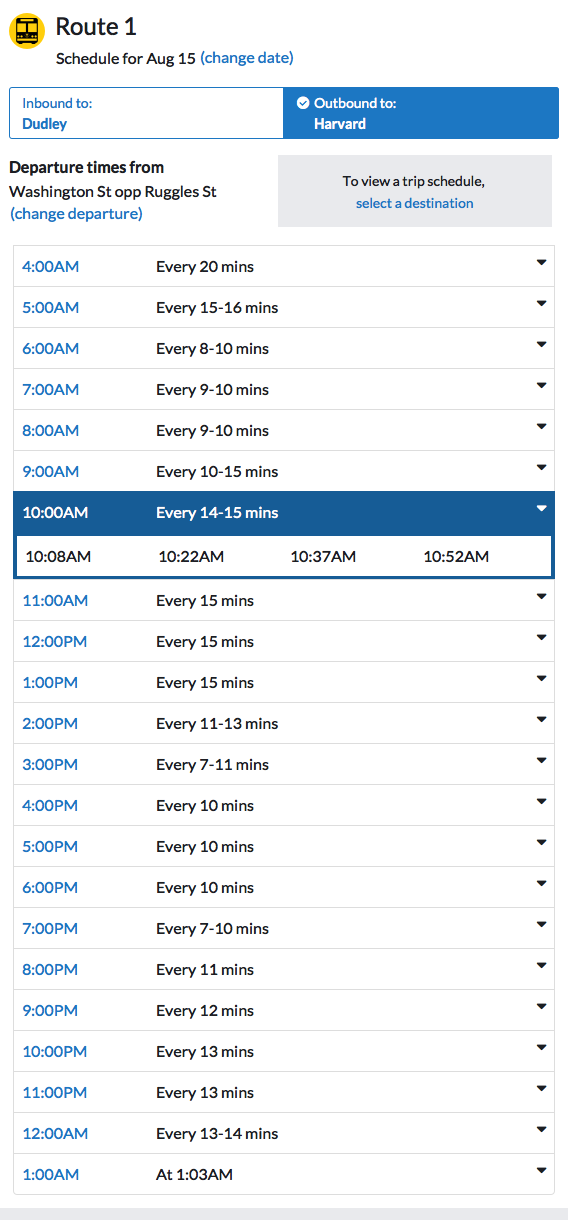 Route 1
Schedule for Aug 15 (change date)
Inbound to:
Dudley
Outbound to:
Harvard
Departure times from
Washington St opp Ruggles St
(change departure)
To view a trip schedule,
select a destination
4:00AM Every 20 mins
5:00AM Every 15-16 mins
6:00AM Every 8-10 mins
7:00AM Every 9-10 mins
8:00AM Every 9-10 mins
9:00AM Every 10-15 mins
10:00AM Every 14-15 mins
10:08AM 10:22AM 10:37AM 10:52AM
11:00AM Every 15 mins
12:00PM Every 15 mins
1:00PM Every 15 mins
2:00PM Every 11-13 mins
3:00PM Every 7-11 mins
4:00PM Every 10 mins
5:00PM Every 10 mins
6:00PM Every 10 mins
7:00PM Every 7-10 mins
8:00PM Every 11 mins
9:00PM Every 12 mins
10:00PM Every 13 mins
11:00PM Every 13 mins
12:00AM Every 13-14 mins
1:00AM At 1:03AM